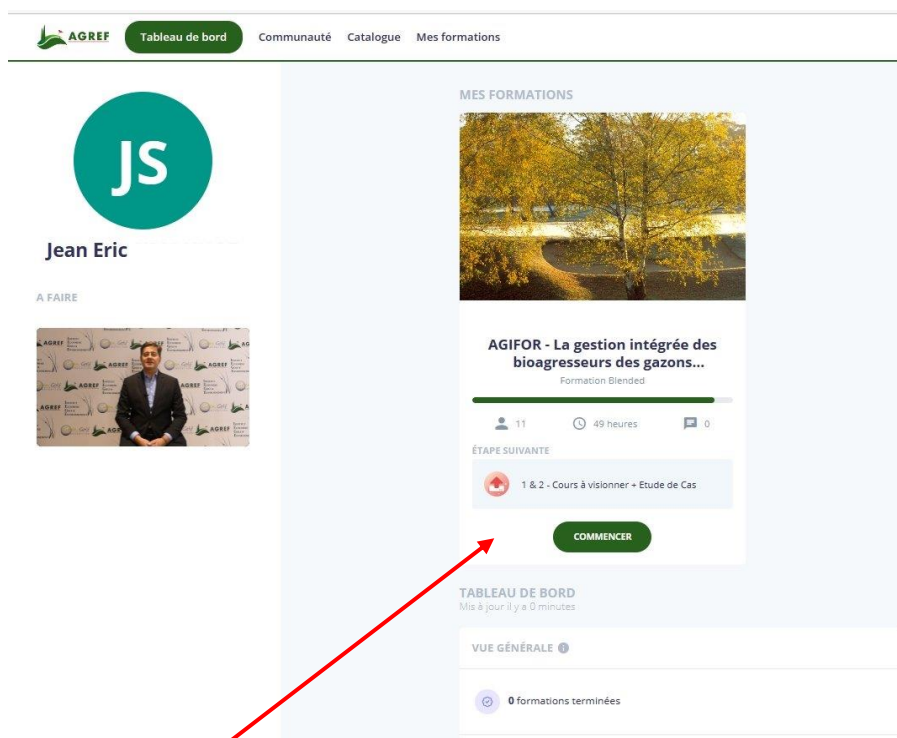 AGREF
Tableau de bord
Communauté
Catalogue
Mes formations
JS
Jean Eric
A FAIRE
MES FORMATIONS
AGIFOR - La gestion intégrée des
bioagresseurs des gazons...
Formation Blended
11
49 heures
0
ÉTAPE SUIVANTE
1 & 2 - Cours à visionner + Etude de Cas
COMMENCER
TABLEAU DE BORD
Mis à jour il y a 0 minutes
VUE GÉNÉRALE
0 formations terminées